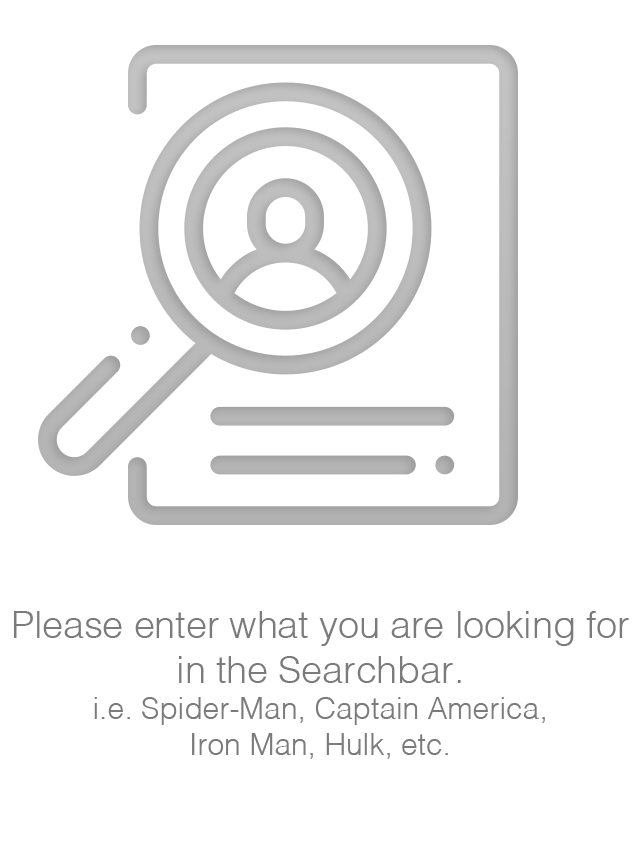 Please enter what you are looking for
in the Searchbar.
i.e. Spider-Man, Captain America,
Iron Man, Hulk, etc.